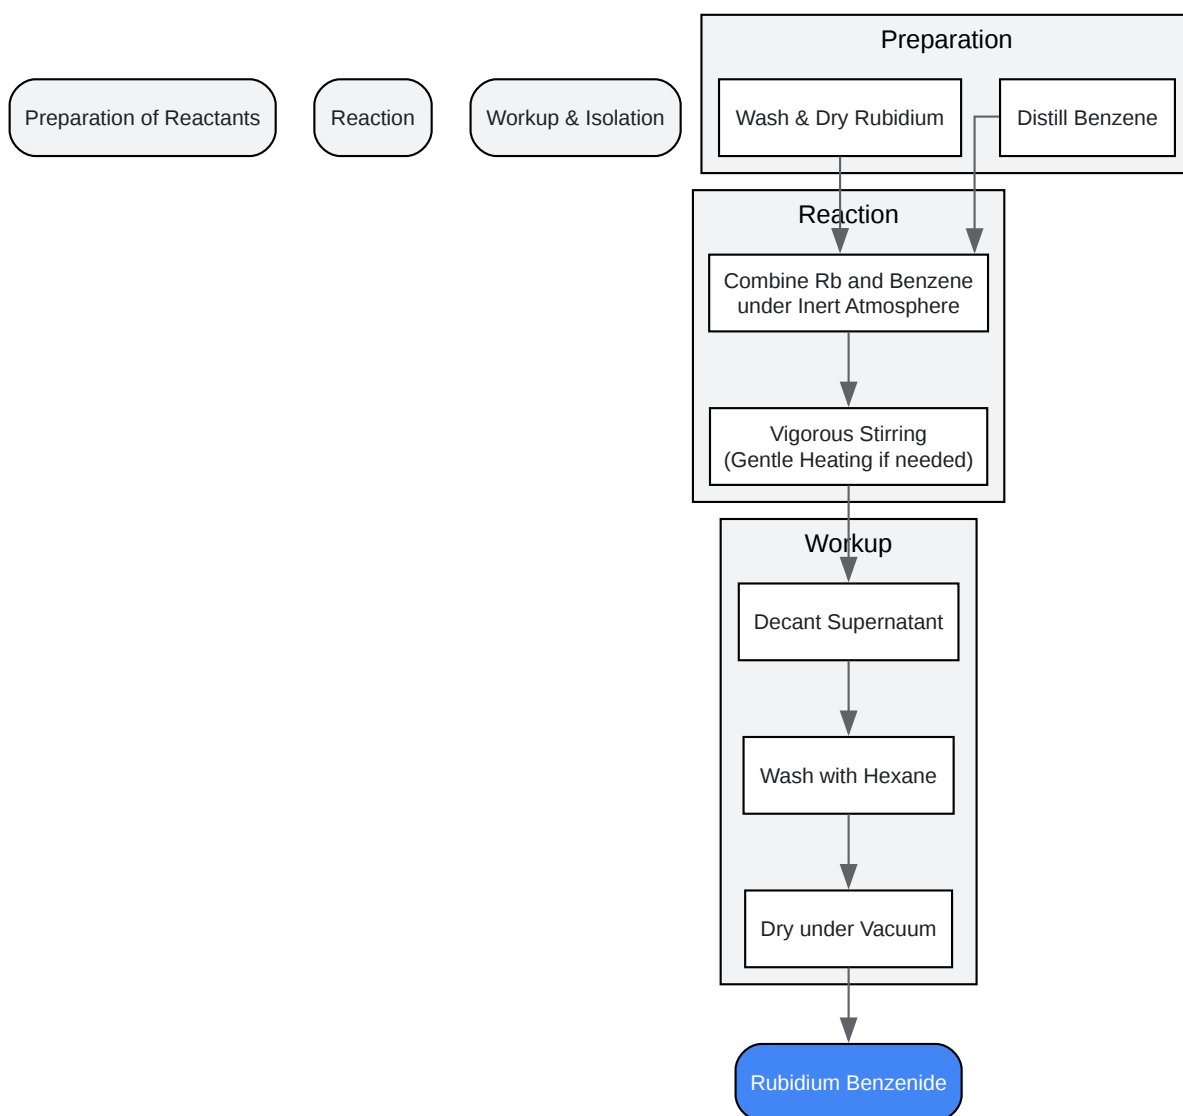 Preparation
Preparation of Reactants
Reaction
Workup & Isolation
Wash & Dry Rubidium
Distill Benzene
Reaction
Combine Rb and Benzene
under Inert Atmosphere
Vigorous Stirring
(Gentle Heating if needed)
Workup
Decant Supernatant
Wash with Hexane
Dry under Vacuum
Rubidium Benzenide